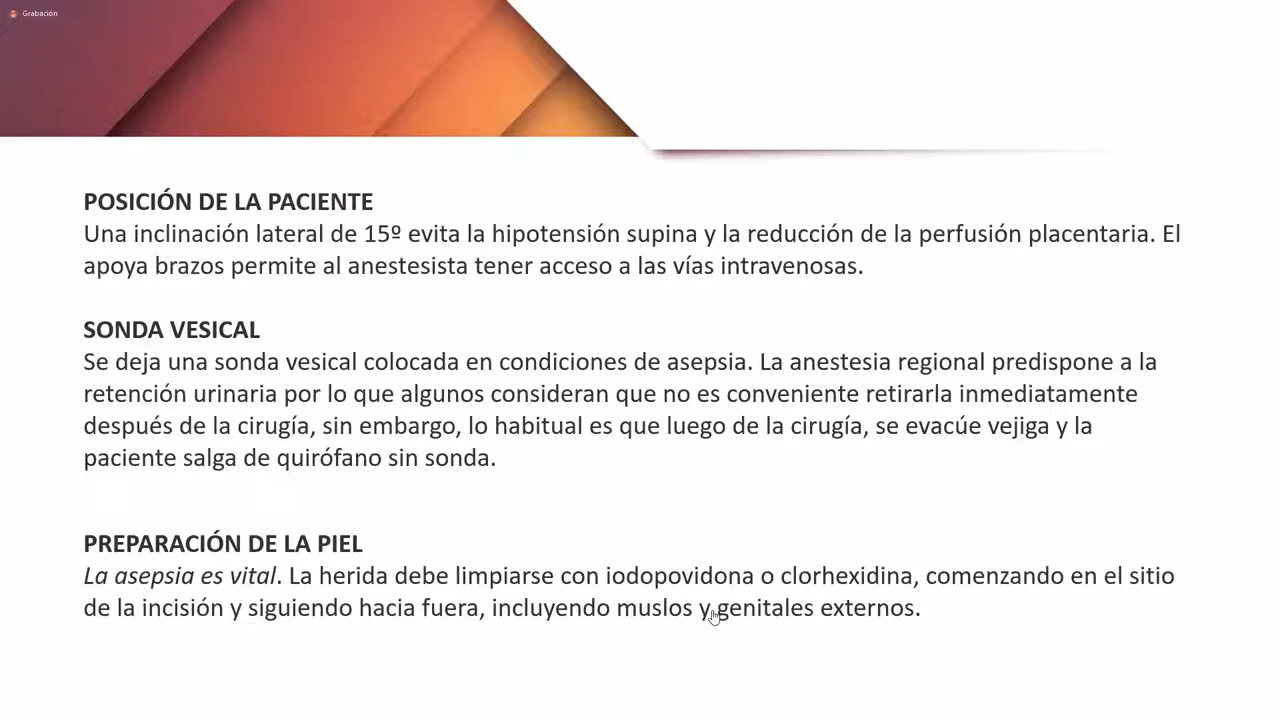 Grabación
POSICIÓN DE LA PACIENTE
Una inclinación lateral de 15º evita la hipotensión supina y la reducción de la perfusión placentaria. El
apoya brazos permite al anestesista tener acceso a las vías intravenosas.
SONDA VESICAL
Se deja una sonda vesical colocada en condiciones de asepsia. La anestesia regional predispone a la
retención urinaria por lo que algunos consideran que no es conveniente retirarla inmediatamente
después de la cirugía, sin embargo, lo habitual es que luego de la cirugía, se evacúe vejiga y la
paciente salga de quirófano sin sonda.
PREPARACIÓN DE LA PIEL
La asepsia es vital. La herida debe limpiarse con iodopovidona o clorhexidina, comenzando en el sitio
de la incisión y siguiendo hacia fuera, incluyendo muslos y genitales externos.